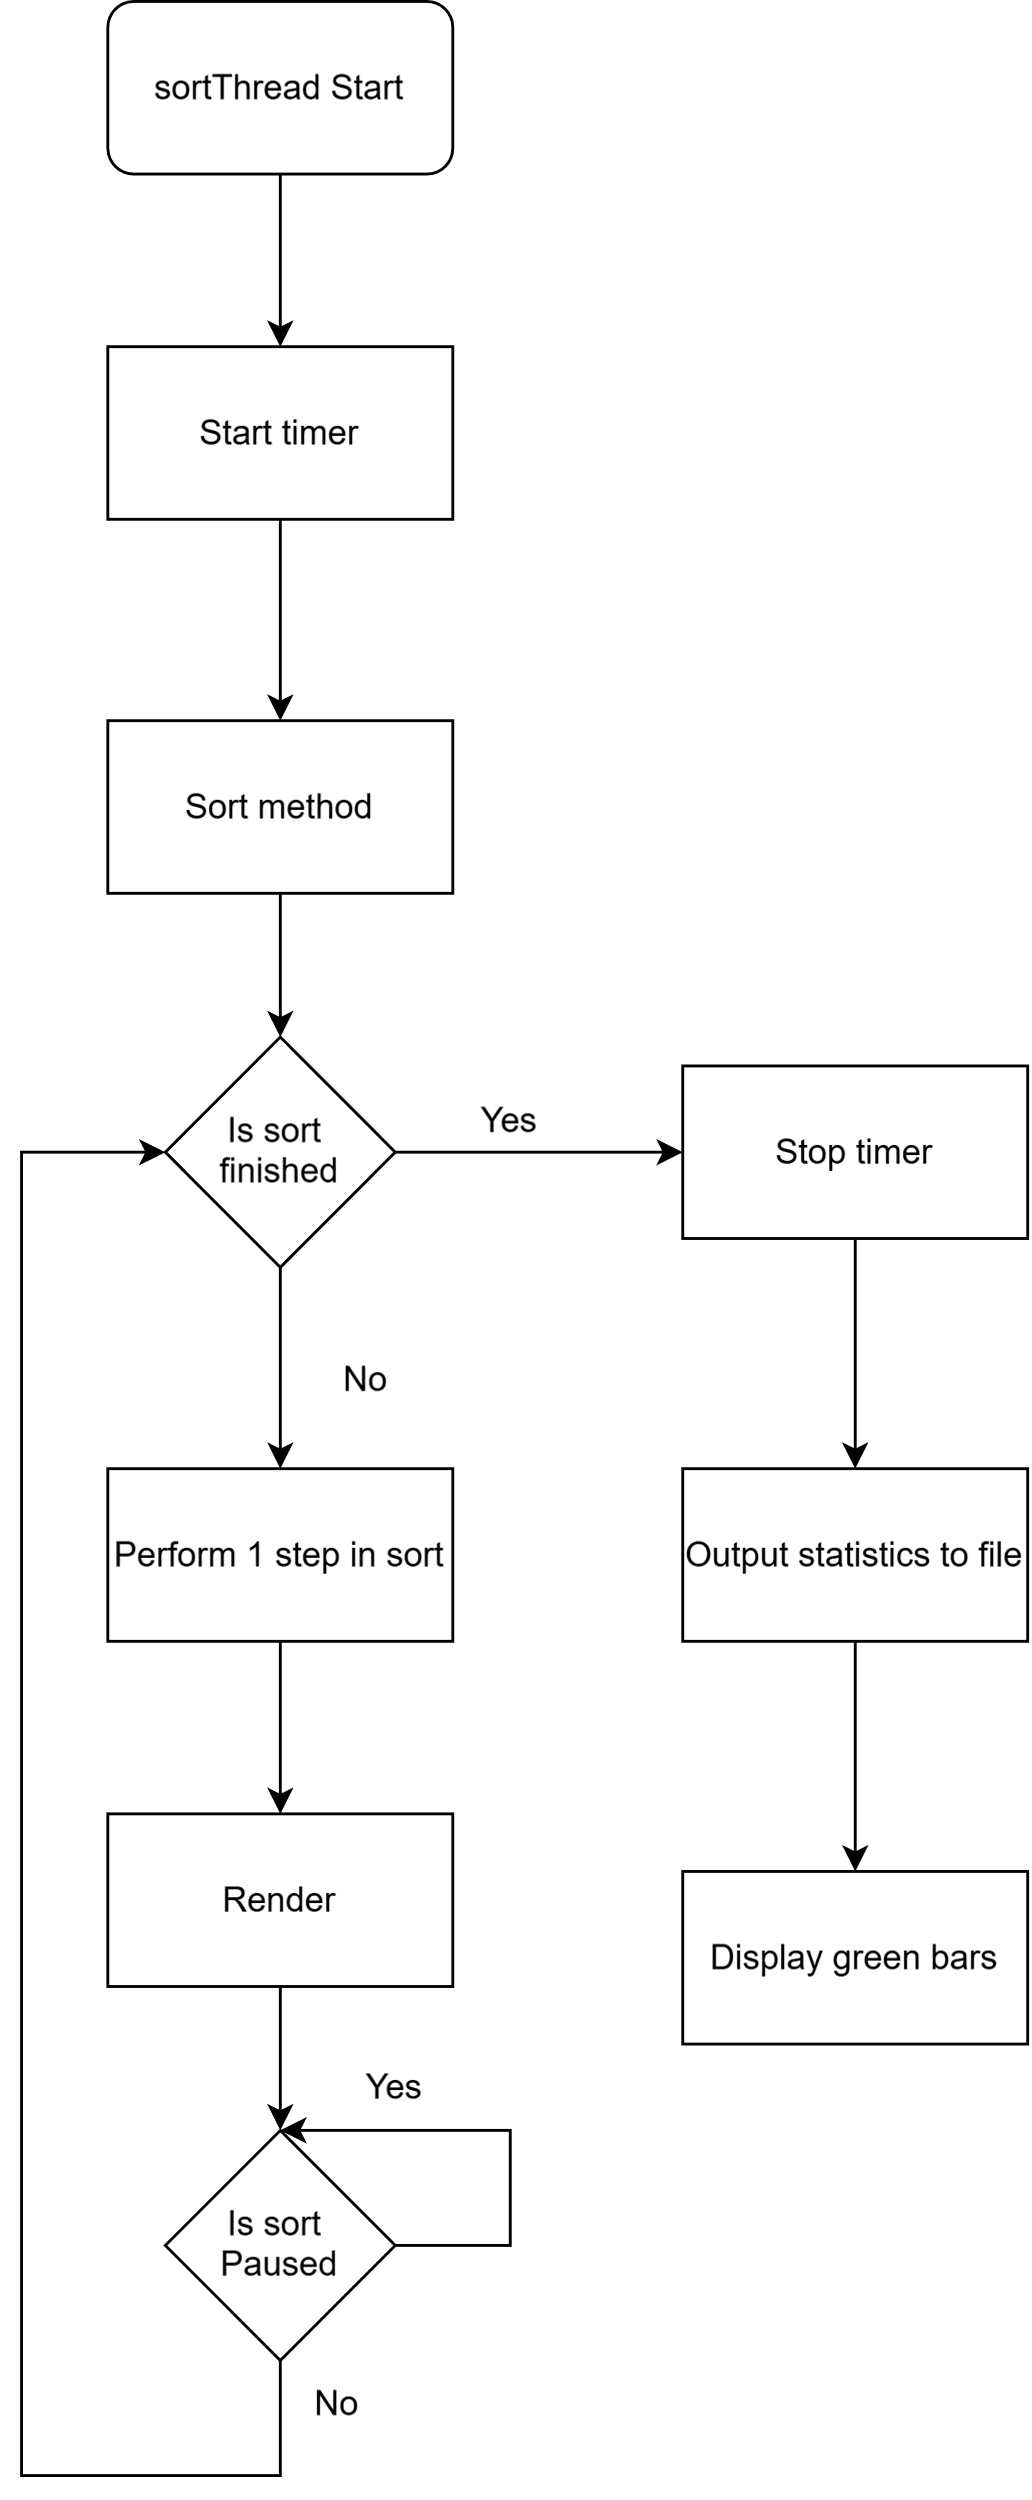 sortThread Start
Start timer
Sort method
Is sort
finished
Yes
Stop timer
No
Perform 1 step in sort
Output statistics to file
Render
Display green bars
Yes
Is sort
Paused
No